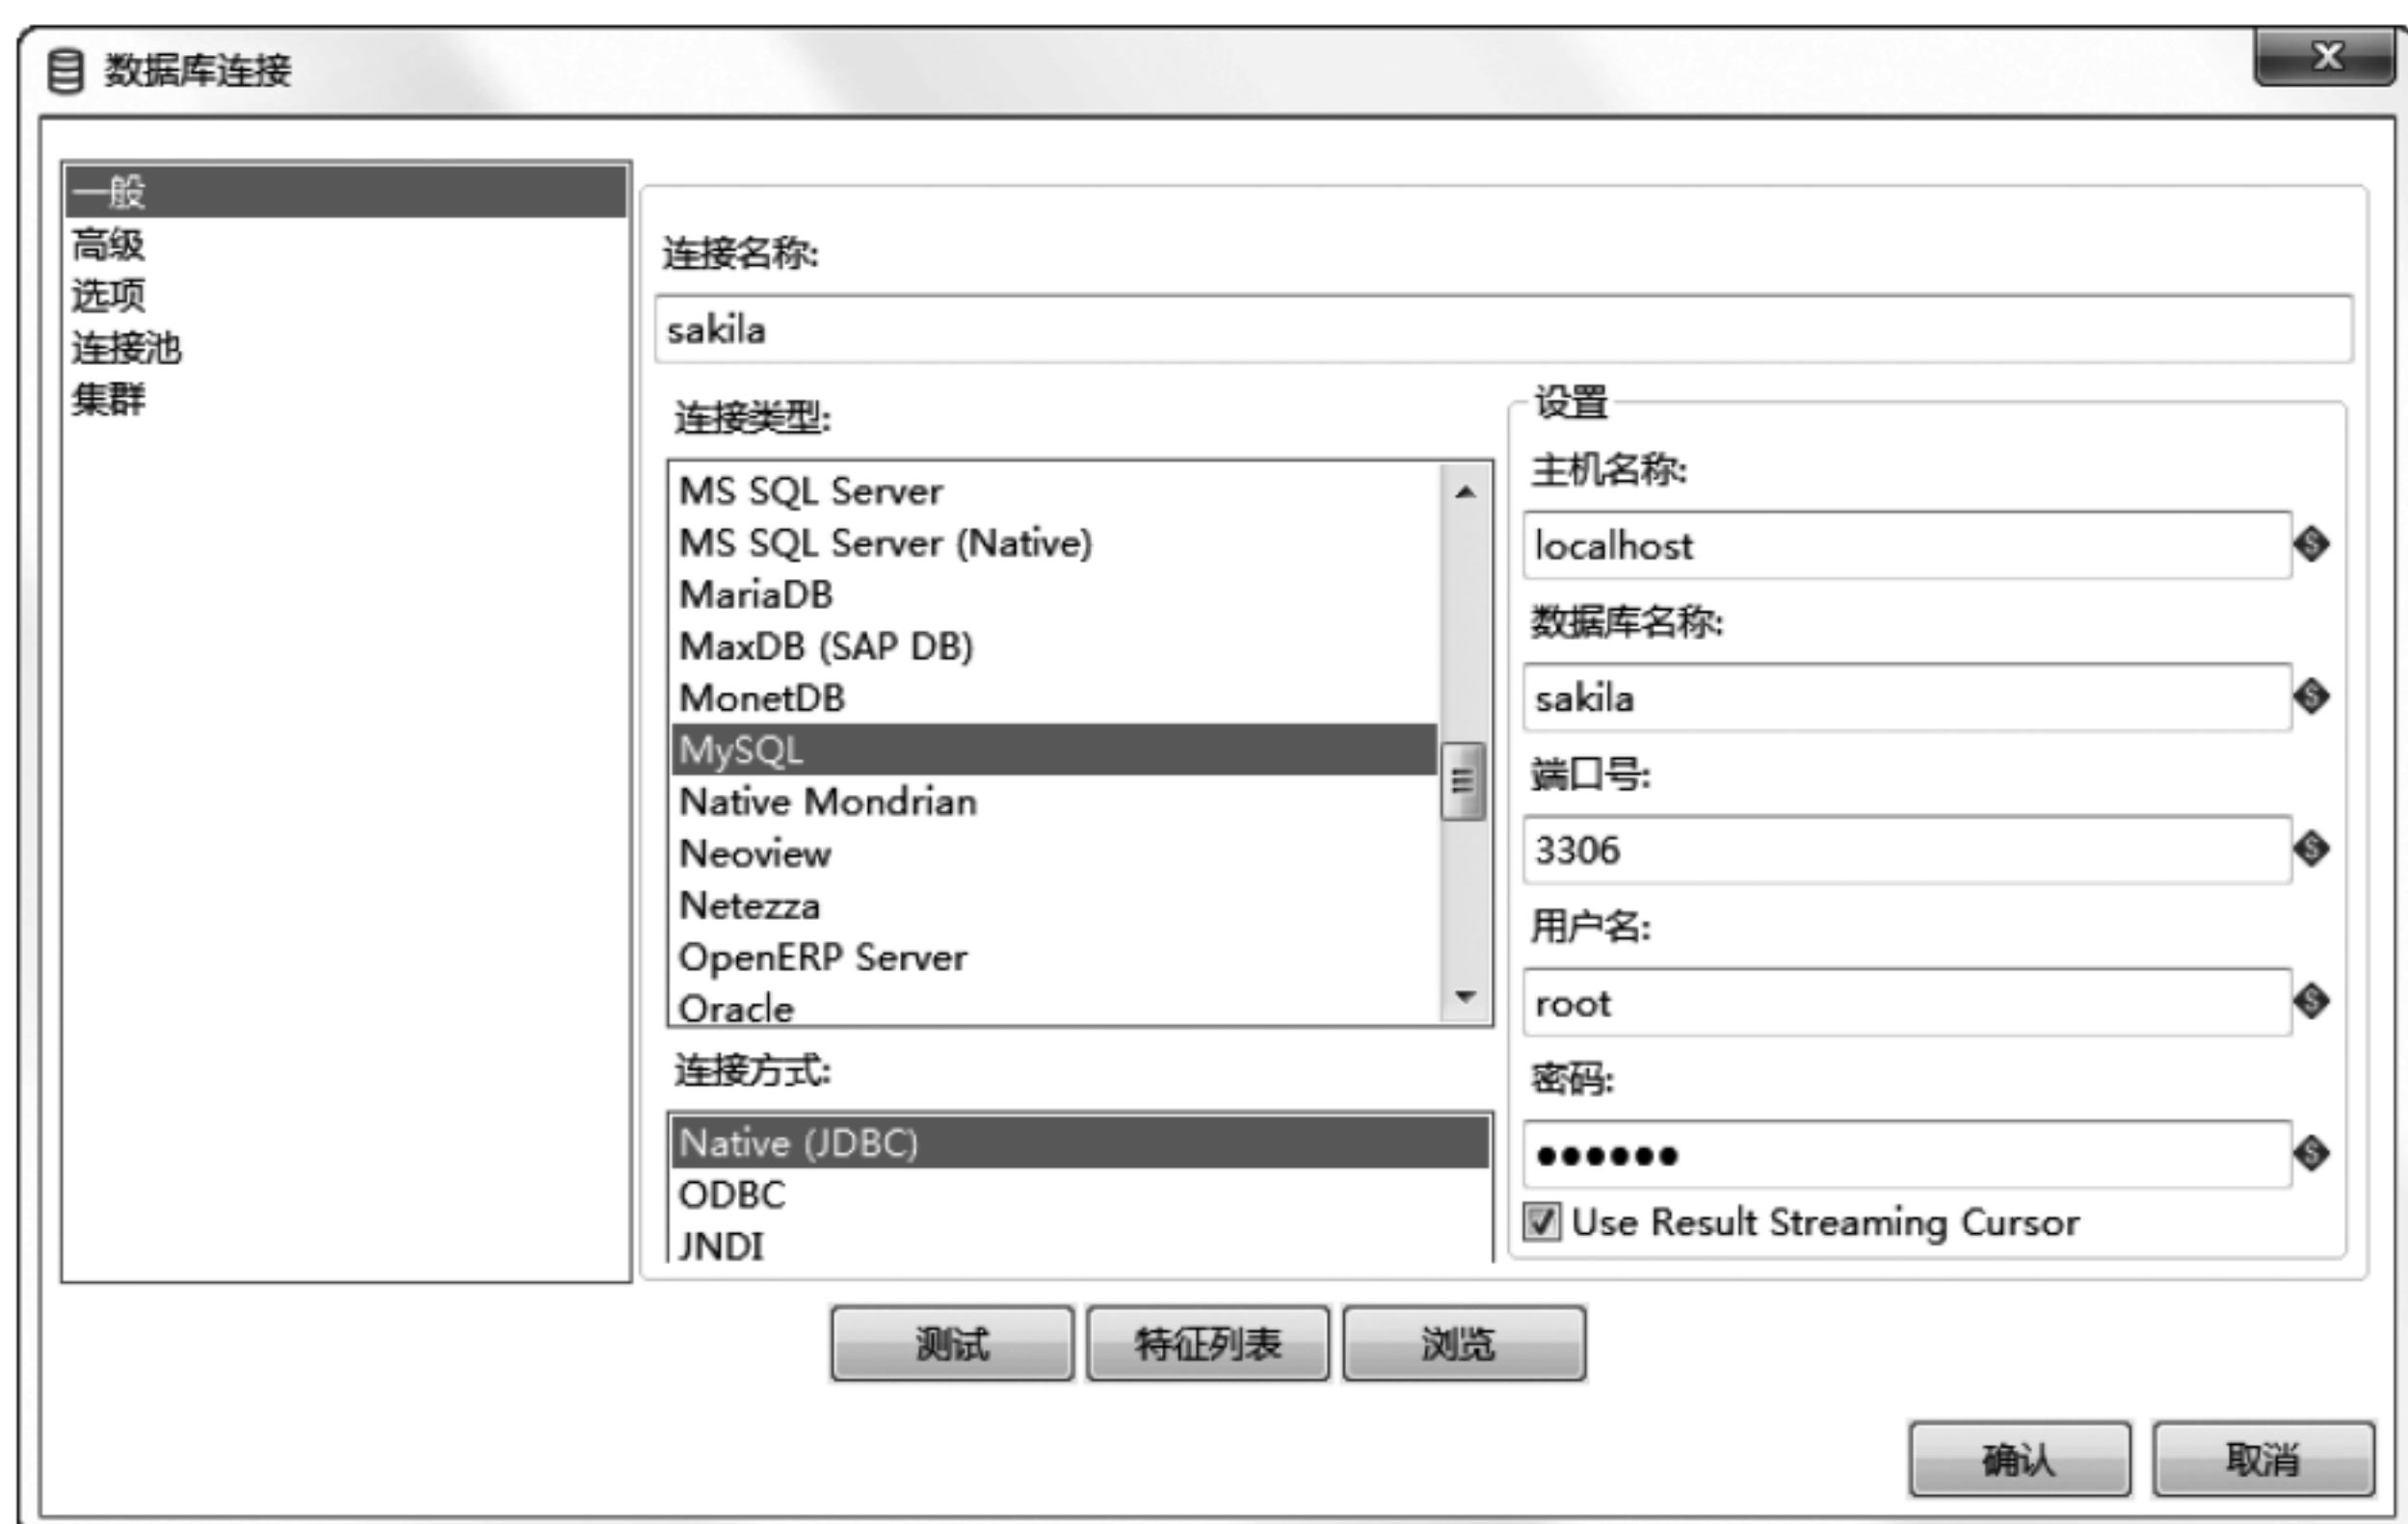 数据库连接
一般
高级
选项
连接池
集群
连接名称:
sakila
连接类型:
MS SQL Server
MS SQL Server (Native)
MariaDB
MaxDB (SAP DB)
MonetDB
MySQL
Native Mondrian
Neoview
Netezza
OpenERP Server
Oracle
连接方式:
Native (JDBC)
ODBC
JNDI
设置
主机名称:
localhost
数据库名称:
sakila
端口号:
3306
用户名:
root
密码:
●●●●●●
Use Result Streaming Cursor
测试 特征列表 浏览
确认 取消